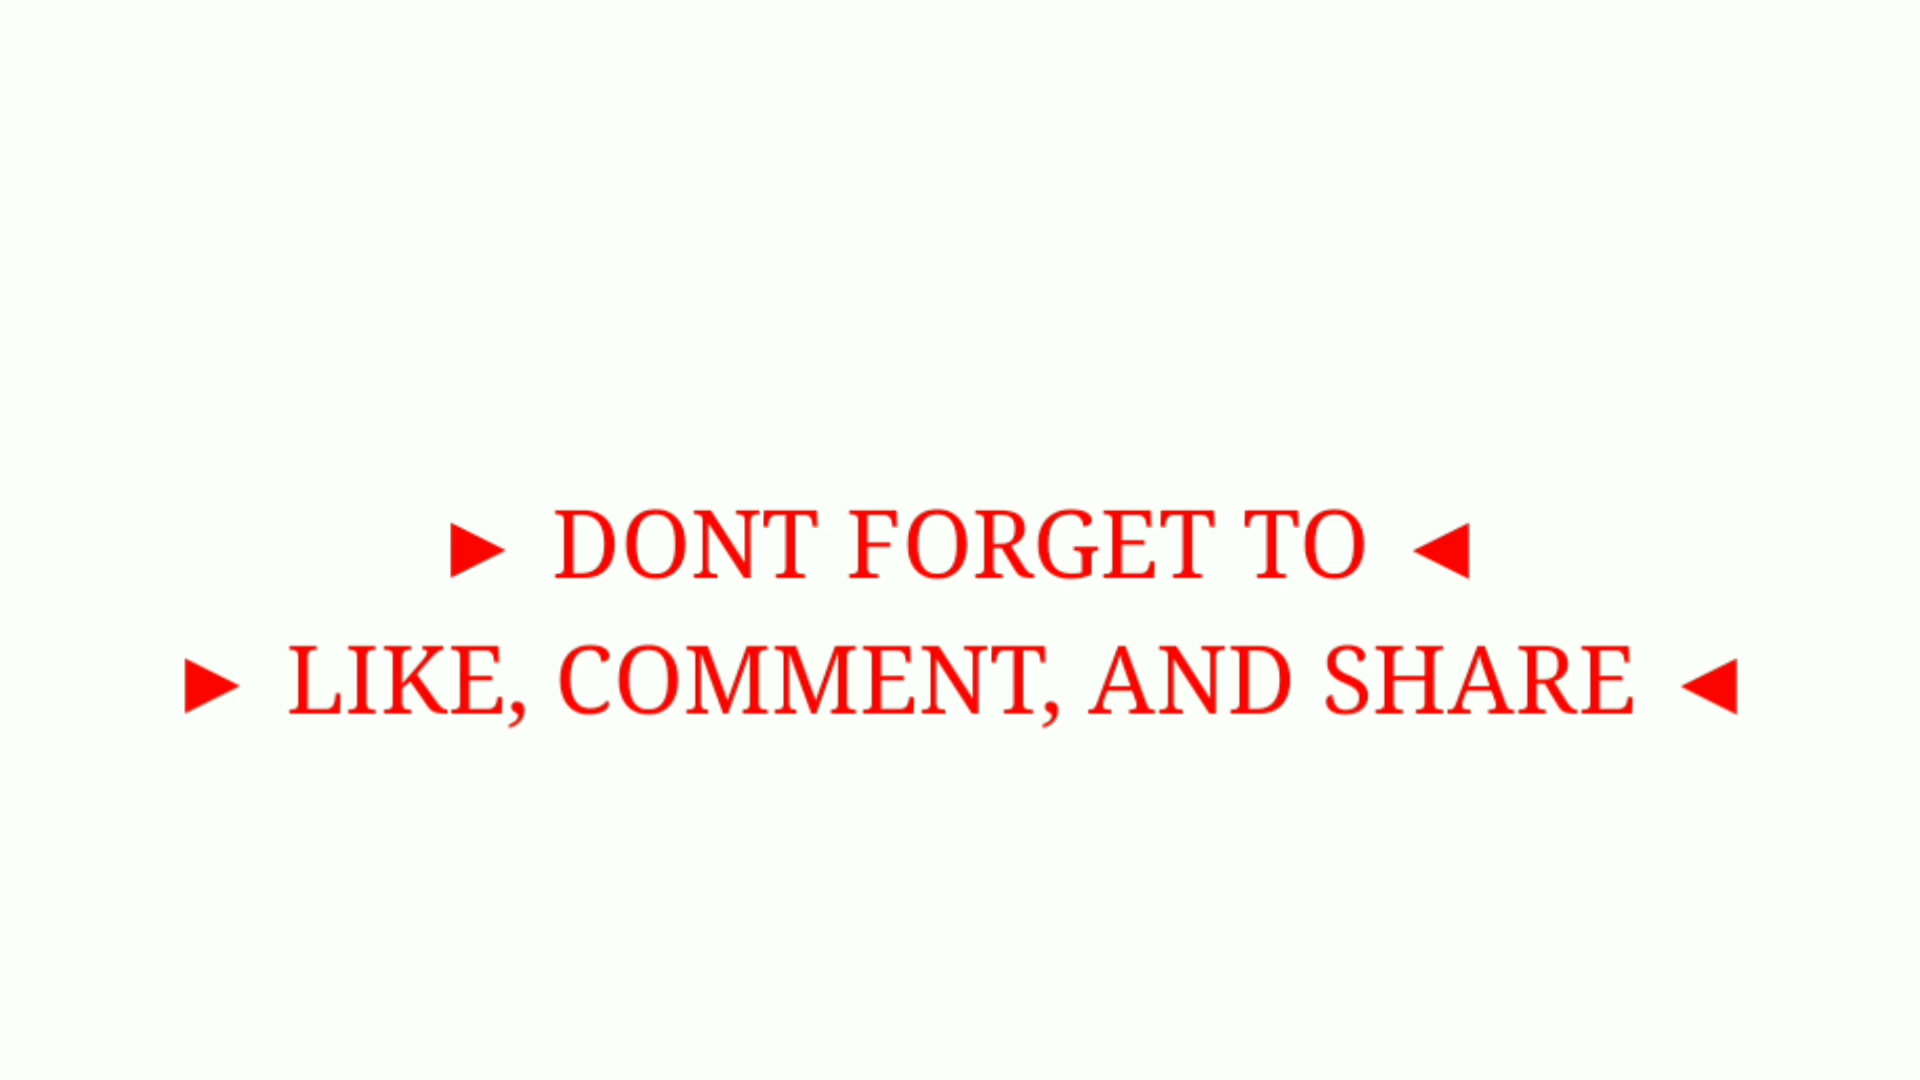 ► DONT FORGET TO ◄
► LIKE, COMMENT, AND SHARE ◄